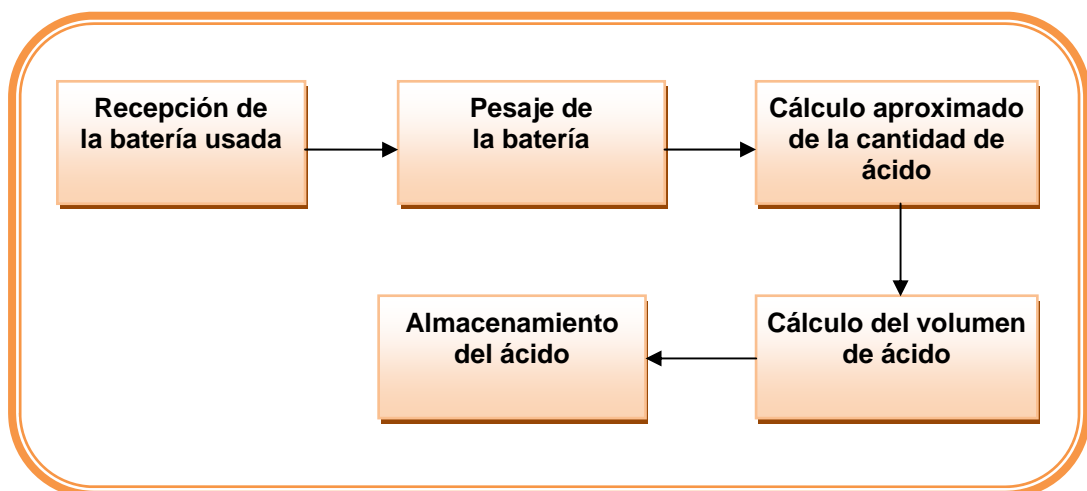 Recepción de
la batería usada
Pesaje de
la batería
Cálculo aproximado
de la cantidad de
ácido
Cálculo del volumen
de ácido
Almacenamiento
del ácido